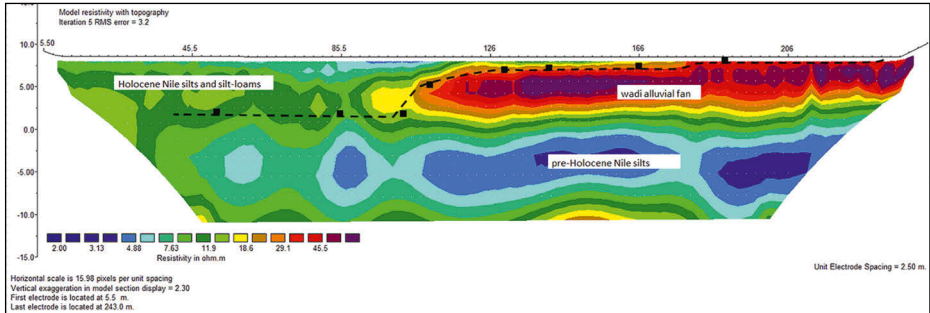 Model resistivity with topography
Iteration 5 RMS error = 3.2
10.0
5.0
0.0
-5.0
-10.0
-15.0
5.50
45.5
85.5
126
166
206
Holocene Nile silts and silt-loams
wadi alluvial fan
pre-Holocene Nile silts
2.00 3.13 4.88 7.63 11.9 18.6 29.1 45.5
Resistivity in ohm.m
Unit Electrode Spacing = 2.50 m.
Horizontal scale is 15.98 pixels per unit spacing
Vertical exaggeration in model section display = 2.30
First electrode is located at 5.5 m.
Last electrode is located at 243.0 m.